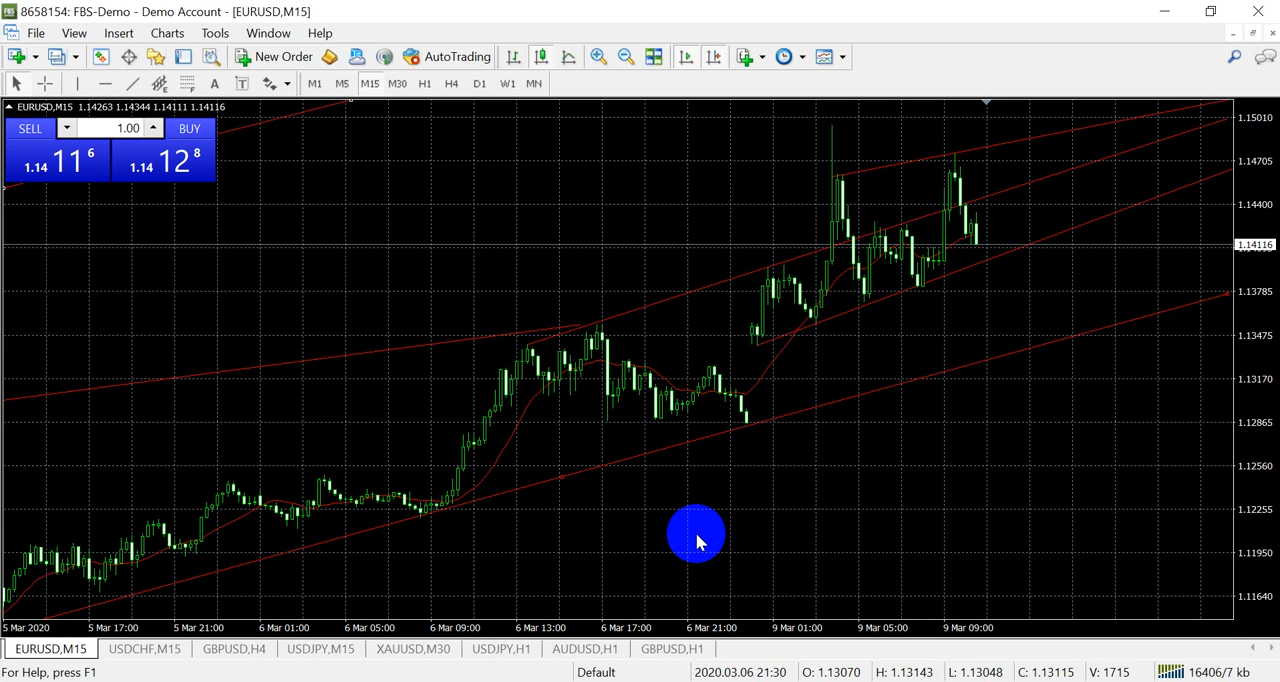 8658154: FBS-Demo - Demo Account - [EURUSD,M15]
File View Insert Charts Tools Window Help
New Order AutoTrading
A T M1 M5 M15 M30 H1 H4 D1 W1 MN
EURUSD,M15 1.14263 1.14344 1.14111 1.14116
SELL 1.00 BUY
1.14 11 6 1.14 12 8
1.15010
1.14705
1.14400
1.14116
1.13785
1.13475
1.13170
1.12865
1.12560
1.12255
1.11950
1.11640
5 Mar 2020 5 Mar 17:00 5 Mar 21:00 6 Mar 01:00 6 Mar 05:00 6 Mar 09:00 6 Mar 13:00 6 Mar 17:00 6 Mar 21:00 9 Mar 01:00 9 Mar 05:00 9 Mar 09:00
EURUSD,M15 USDCHF,M15 GBPUSD,H4 USDJPY,M15 XAUUSD,M30 USDJPY,H1 AUDUSD,H1 GBPUSD,H1
For Help, press F1 Default 2020.03.06 21:30 O: 1.13070 H: 1.13143 L: 1.13048 C: 1.13115 V: 1715 16406/7 kb